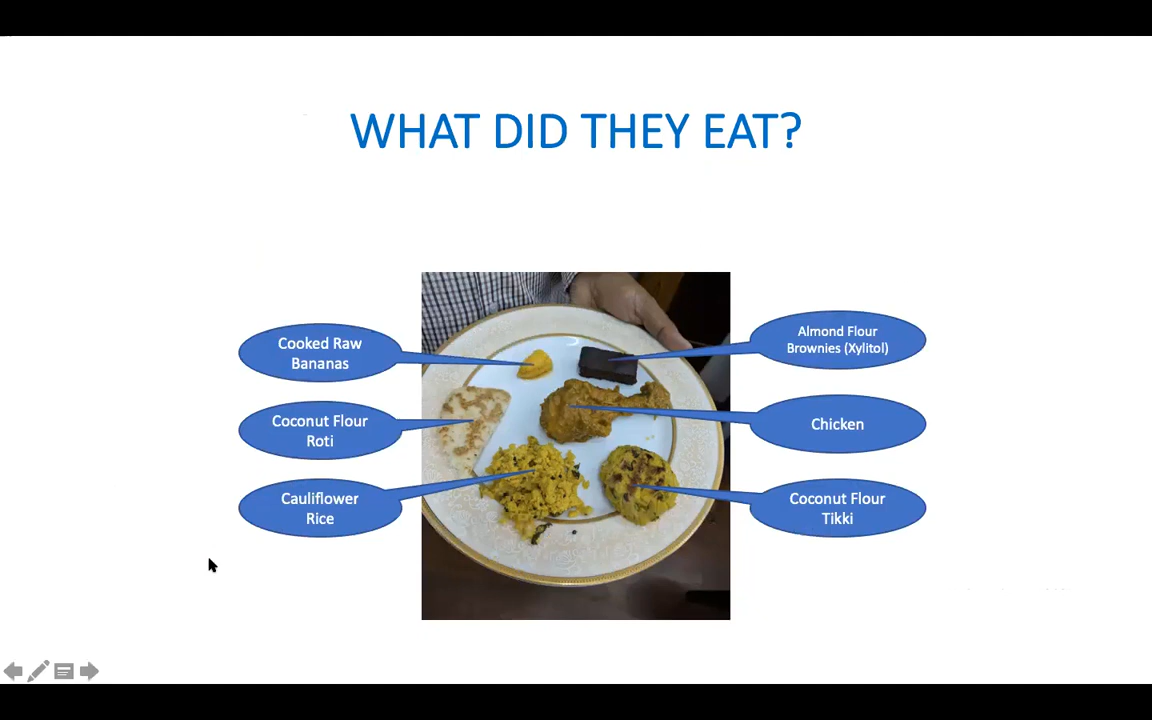 WHAT DID THEY EAT?
Cooked Raw
Bananas
Almond Flour
Brownies (Xylitol)
Coconut Flour
Roti
Chicken
Cauliflower
Rice
Coconut Flour
Tikki